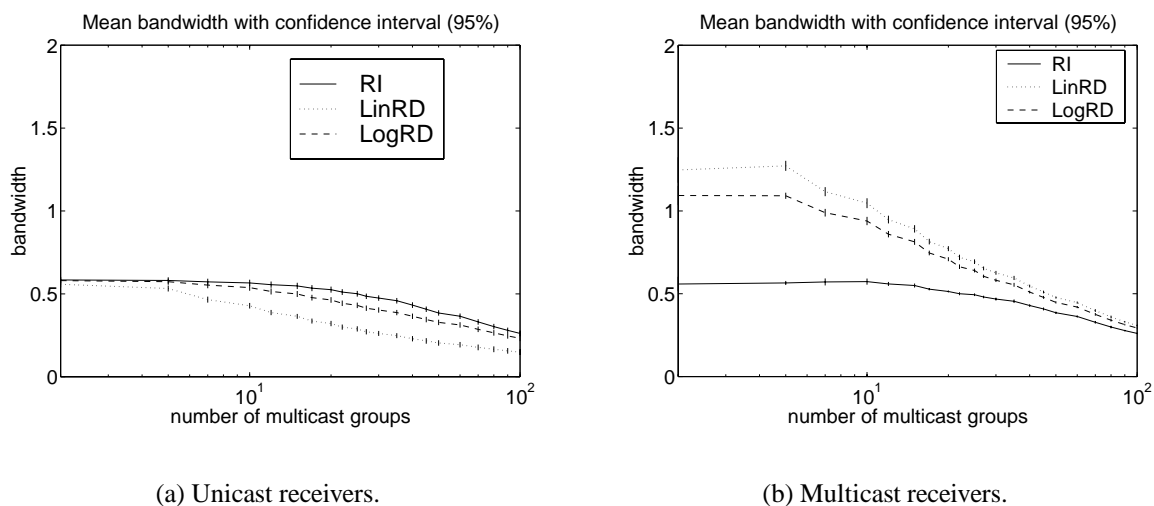 Mean bandwidth with confidence interval (95%)
2
1.5
1
0.5
0
bandwidth
RI
LinRD
LogRD
10^1
10^2
number of multicast groups
(a) Unicast receivers.
Mean bandwidth with confidence interval (95%)
2
1.5
1
0.5
0
bandwidth
RI
LinRD
LogRD
10^1
10^2
number of multicast groups
(b) Multicast receivers.